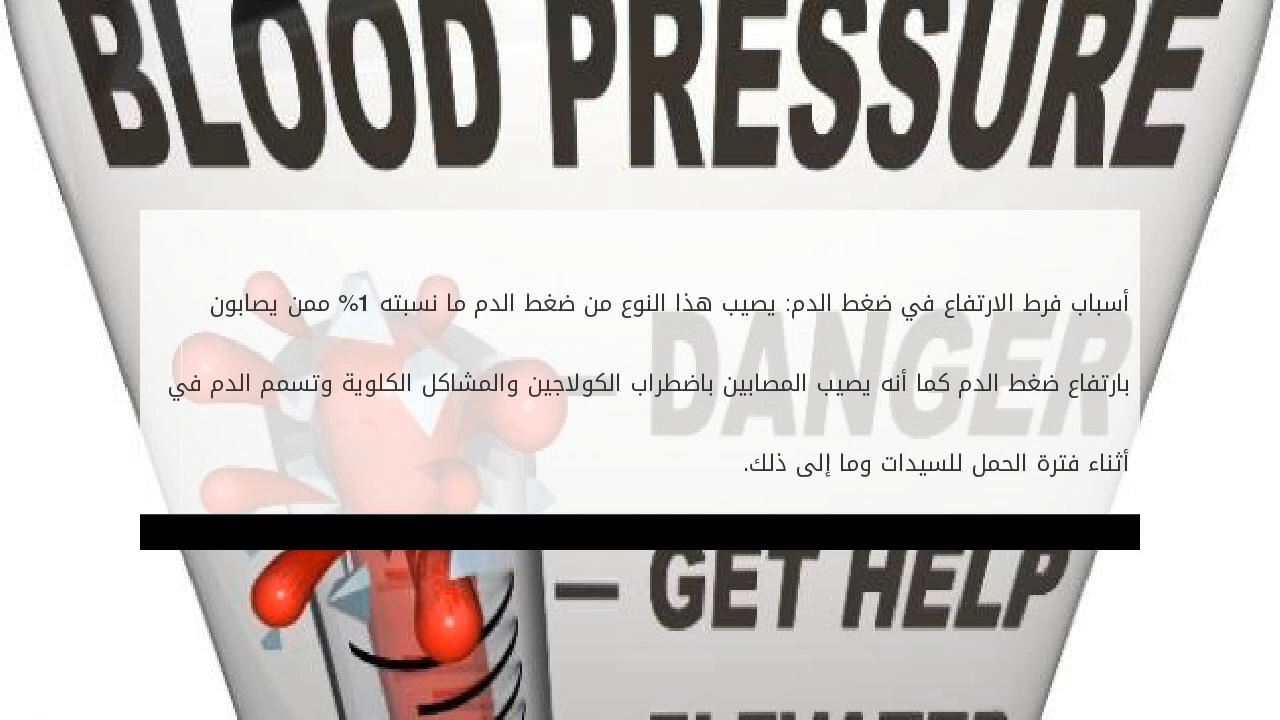 BLOOD PRESSURE
أسباب فرط الارتفاع في ضغط الدم: يصيب هذا النوع من ضغط الدم ما نسبته 1% ممن يصابون
بارتفاع ضغط الدم كما أنه يصيب المصابين باضطراب الكولاجين والمشاكل الكلوية وتسمم الدم في
أثناء فترة الحمل للسيدات وما إلى ذلك.
DANGER
GET HELP